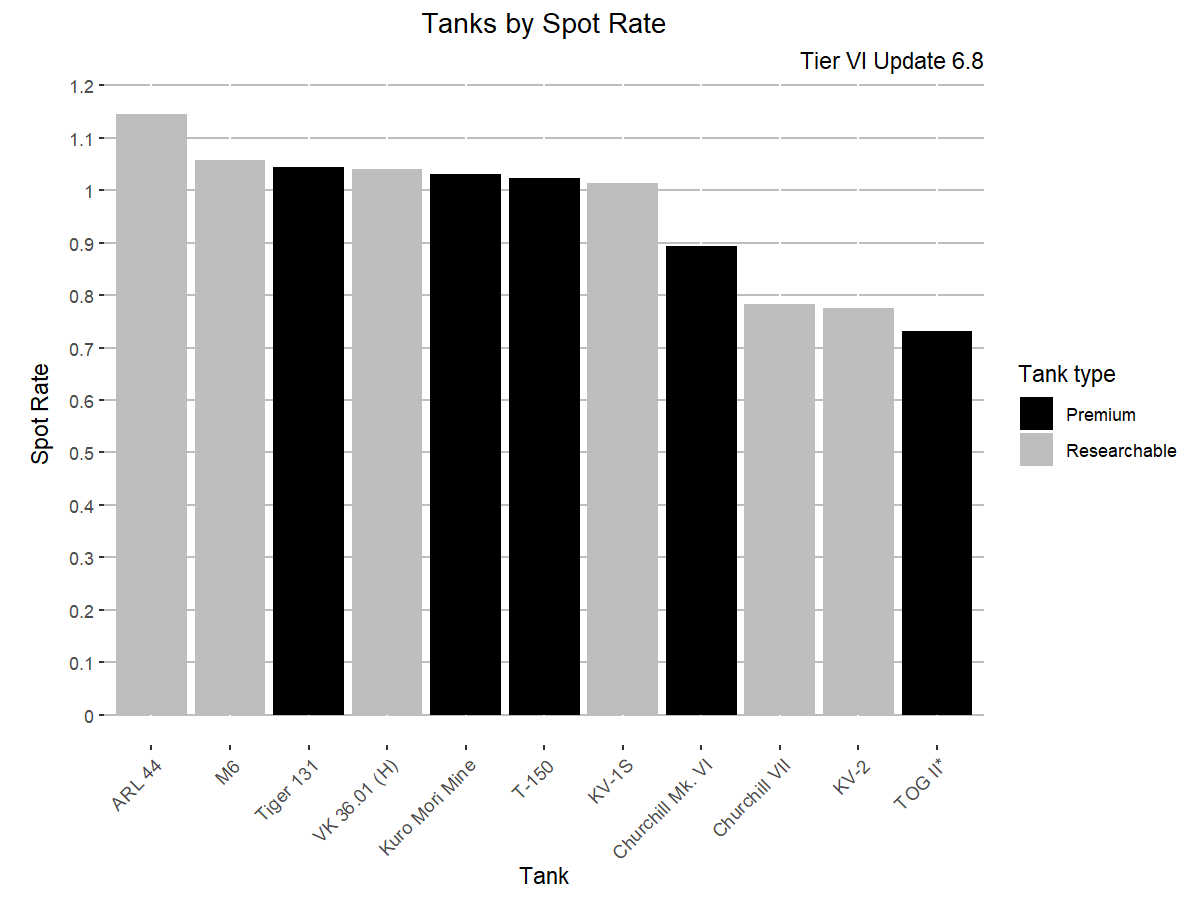 Tanks by Spot Rate
Tier VI Update 6.8
1.2
1.1
1
0.9
0.8
0.7
0.6
0.5
0.4
0.3
0.2
0.1
0
Spot Rate
ARL 44
M6
Tiger 131
VK 36.01 (H)
Kuro Mori Mine
T-150
KV-1S
Churchill Mk. VI
Churchill VII
KV-2
TOG II*
Tank
Tank type
Premium
Researchable